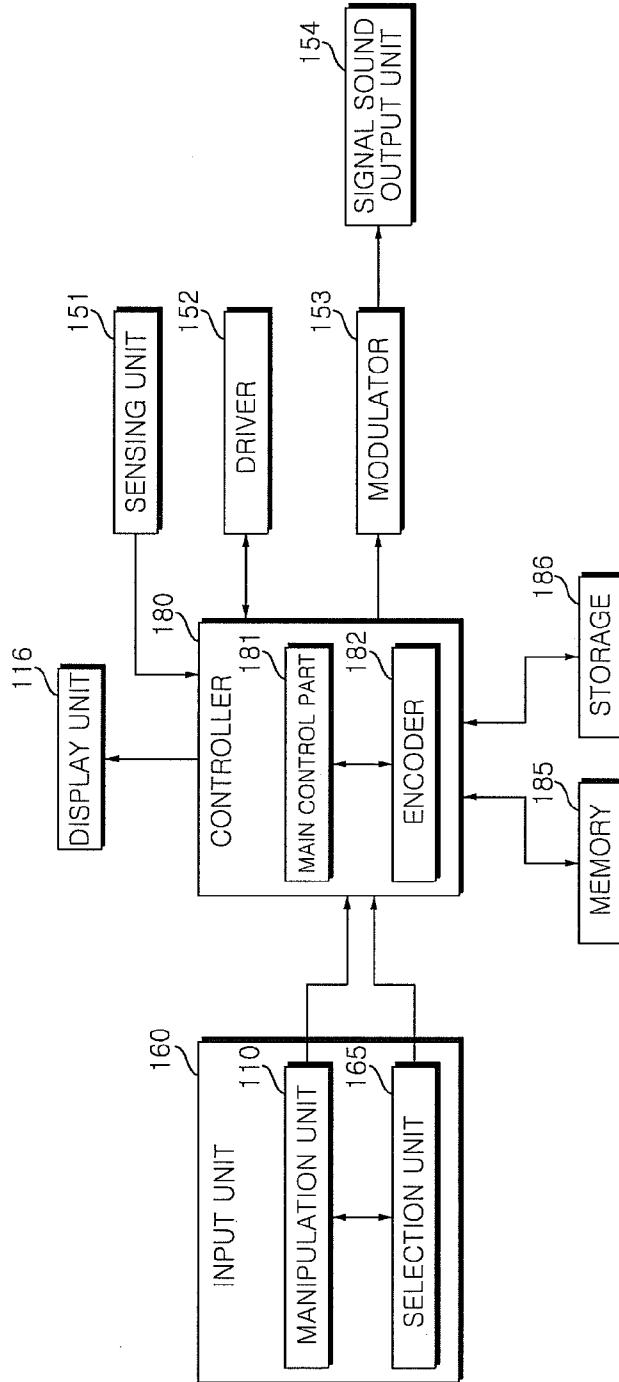 116
DISPLAY UNIT
151
SENSING UNIT
160
INPUT UNIT
110
MANIPULATION UNIT
165
SELECTION UNIT
180
CONTROLLER
181
MAIN CONTROL PART
182
ENCODER
152
DRIVER
153
MODULATOR
154
SIGNAL SOUND
OUTPUT UNIT
185
MEMORY
186
STORAGE